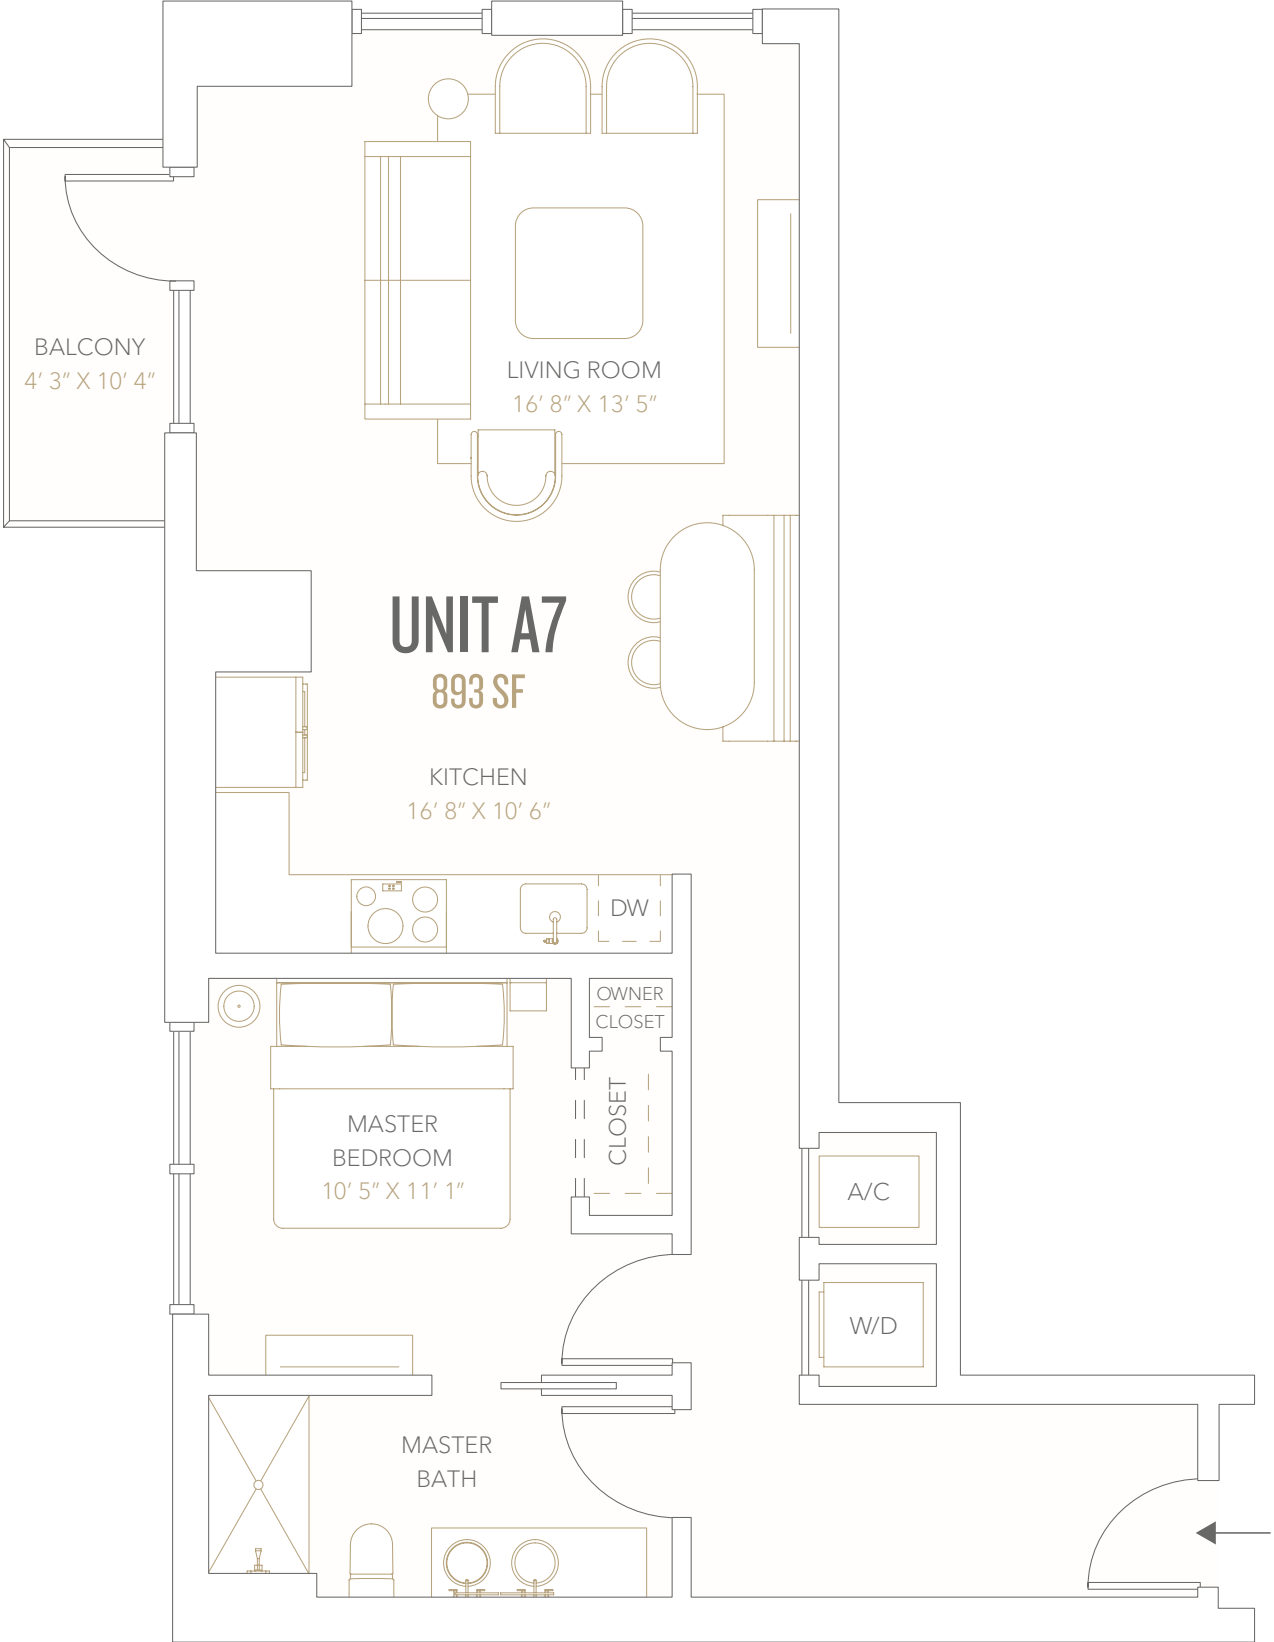 BALCONY
4' 3" X 10' 4"
LIVING ROOM
16' 8" X 13' 5"
UNIT A7
893 SF
KITCHEN
16' 8" X 10' 6"
DW
OWNER
CLOSET
CLOSET
MASTER
BEDROOM
10' 5" X 11' 1"
A/C
W/D
MASTER
BATH